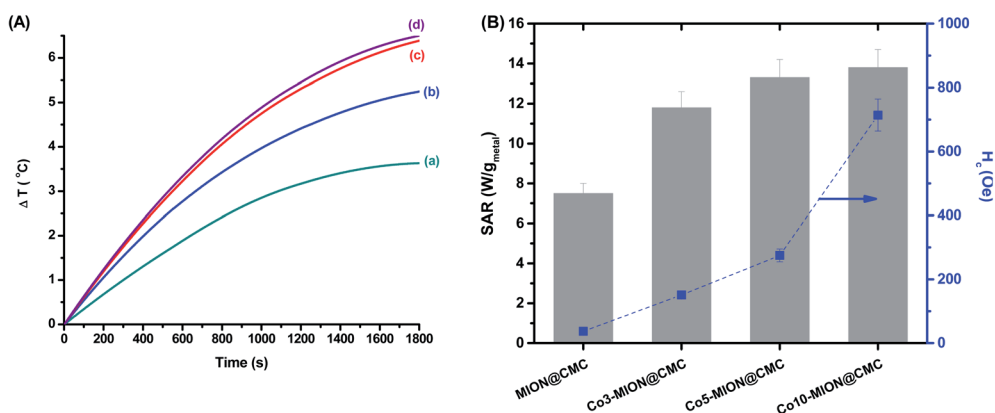 (A)
Δ T ( °C)
6
5
4
3
2
1
0
0 200 400 600 800 1000 1200 1400 1600 1800
Time (s)
(d)
(c)
(b)
(a)
(B)
SAR (W/gmetal)
16
14
12
10
8
6
4
2
0
MION@CMC
Co3-MION@CMC
Co5-MION@CMC
Co10-MION@CMC
1000
800
600
400
200
0
Hc (Oe)